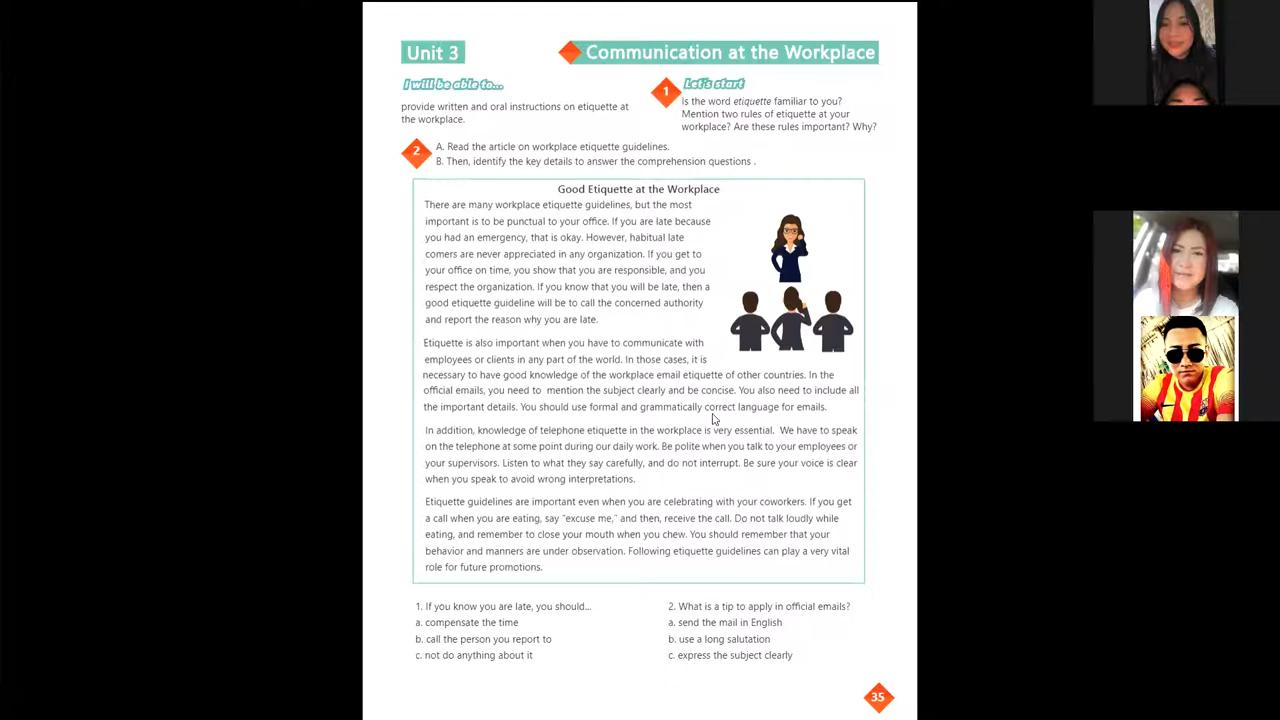 Unit 3
Communication at the Workplace
I will be able to...
provide written and oral instructions on etiquette at
the workplace.
1
Let's start
Is the word etiquette familiar to you?
Mention two rules of etiquette at your
workplace? Are these rules important? Why?
2
A. Read the article on workplace etiquette guidelines.
B. Then, identify the key details to answer the comprehension questions .
Good Etiquette at the Workplace
There are many workplace etiquette guidelines, but the most
important is to be punctual to your office. If you are late because
you had an emergency, that is okay. However, habitual late
comers are never appreciated in any organization. If you get to
your office on time, you show that you are responsible, and you
respect the organization. If you know that you will be late, then a
good etiquette guideline will be to call the concerned authority
and report the reason why you are late.
Etiquette is also important when you have to communicate with
employees or clients in any part of the world. In those cases, it is
necessary to have good knowledge of the workplace email etiquette of other countries. In the
official emails, you need to mention the subject clearly and be concise. You also need to include all
the important details. You should use formal and grammatically correct language for emails.
In addition, knowledge of telephone etiquette in the workplace is very essential. We have to speak
on the telephone at some point during our daily work. Be polite when you talk to your employees or
your supervisors. Listen to what they say carefully, and do not interrupt. Be sure your voice is clear
when you speak to avoid wrong interpretations.
Etiquette guidelines are important even when you are celebrating with your coworkers. If you get
a call when you are eating, say "excuse me," and then, receive the call. Do not talk loudly while
eating, and remember to close your mouth when you chew. You should remember that your
behavior and manners are under observation. Following etiquette guidelines can play a very vital
role for future promotions.
1. If you know you are late, you should...
a. compensate the time
b. call the person you report to
c. not do anything about it
2. What is a tip to apply in official emails?
a. send the mail in English
b. use a long salutation
c. express the subject clearly
35